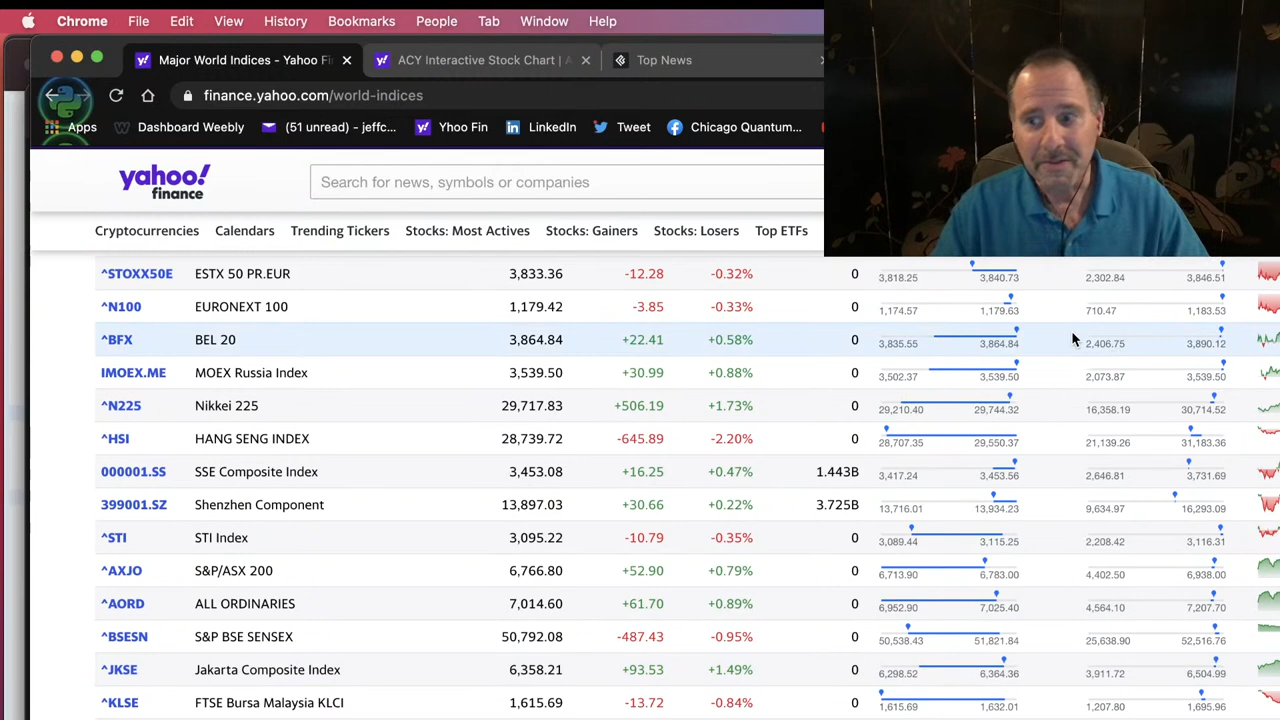 Chrome File Edit View History Bookmarks People Tab Window Help
Major World Indices - Yahoo Fi ACY Interactive Stock Chart | A Top News
finance.yahoo.com/world-indices
Apps Dashboard Weekly (51 unread) - jeffc... Yhoo Fin LinkedIn Tweet Chicago Quantum...
yahoo! finance
Search for news, symbols or companies
Cryptocurrencies Calendars Trending Tickers Stocks: Most Actives Stocks: Gainers Stocks: Losers Top ETFs
^STOXX50E ESTX 50 PR.EUR 3,833.36 -12.28 -0.32% 0 3,818.25 3,840.73 2,302.84 3,846.51
^N100 EURONEXT 100 1,179.42 -3.85 -0.33% 0 1,174.57 1,179.63 710.47 1,183.53
^BFX BEL 20 3,864.84 +22.41 +0.58% 0 3,835.55 3,864.84 2,406.75 3,890.12
IMOEX.ME MOEX Russia Index 3,539.50 +30.99 +0.88% 0 3,502.37 3,539.50 2,073.87 3,539.50
^N225 Nikkei 225 29,717.83 +506.19 +1.73% 0 29,210.40 29,744.32 16,358.19 30,714.52
^HSI HANG SENG INDEX 28,739.72 -645.89 -2.20% 0 28,707.35 29,550.37 21,139.26 31,183.36
000001.SS SSE Composite Index 3,453.08 +16.25 +0.47% 1.443B 3,417.24 3,453.56 2,646.81 3,731.69
399001.SZ Shenzhen Component 13,897.03 +30.66 +0.22% 3.725B 13,716.01 13,934.23 9,634.97 16,293.09
^STI STI Index 3,095.22 -10.79 -0.35% 0 3,089.44 3,115.25 2,208.42 3,116.31
^AXJO S&P/ASX 200 6,766.80 +52.90 +0.79% 0 6,713.90 6,783.00 4,402.50 6,938.00
^AORD ALL ORDINARIES 7,014.60 +61.70 +0.89% 0 6,952.90 7,025.40 4,564.10 7,207.70
^BSESN S&P BSE SENSEX 50,792.08 -487.43 -0.95% 0 50,538.43 51,821.84 25,638.90 52,516.76
^JKSE Jakarta Composite Index 6,358.21 +93.53 +1.49% 0 6,298.52 6,364.36 3,911.72 6,504.99
^KLSE FTSE Bursa Malaysia KLCI 1,615.69 -13.72 -0.84% 0 1,615.69 1,632.01 1,207.80 1,695.96